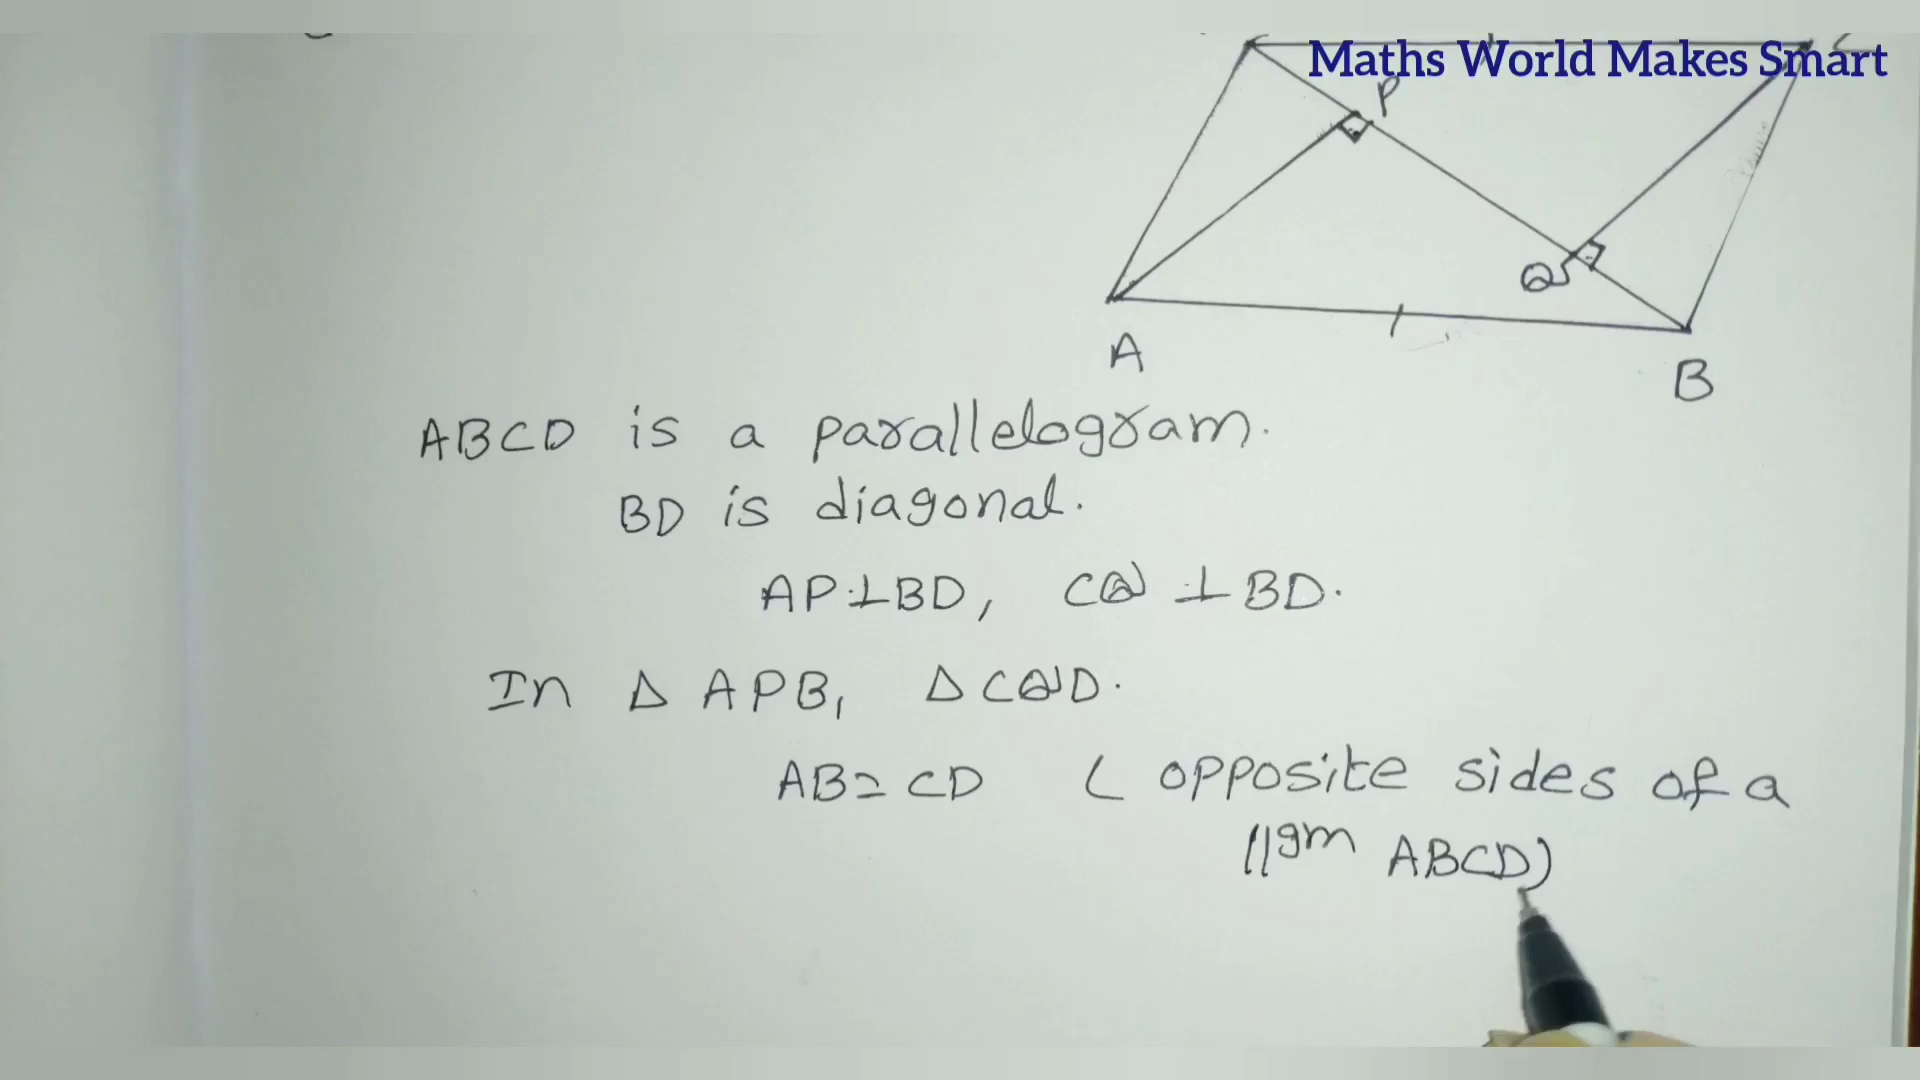 Maths World Makes Smart
P
Q
A
B
ABCD is a parallelogram.
BD is diagonal.
AP⊥BD, CQ ⊥ BD.
In Δ APB, Δ CQD.
AB = CD ( opposite sides of a
||gm ABCD)